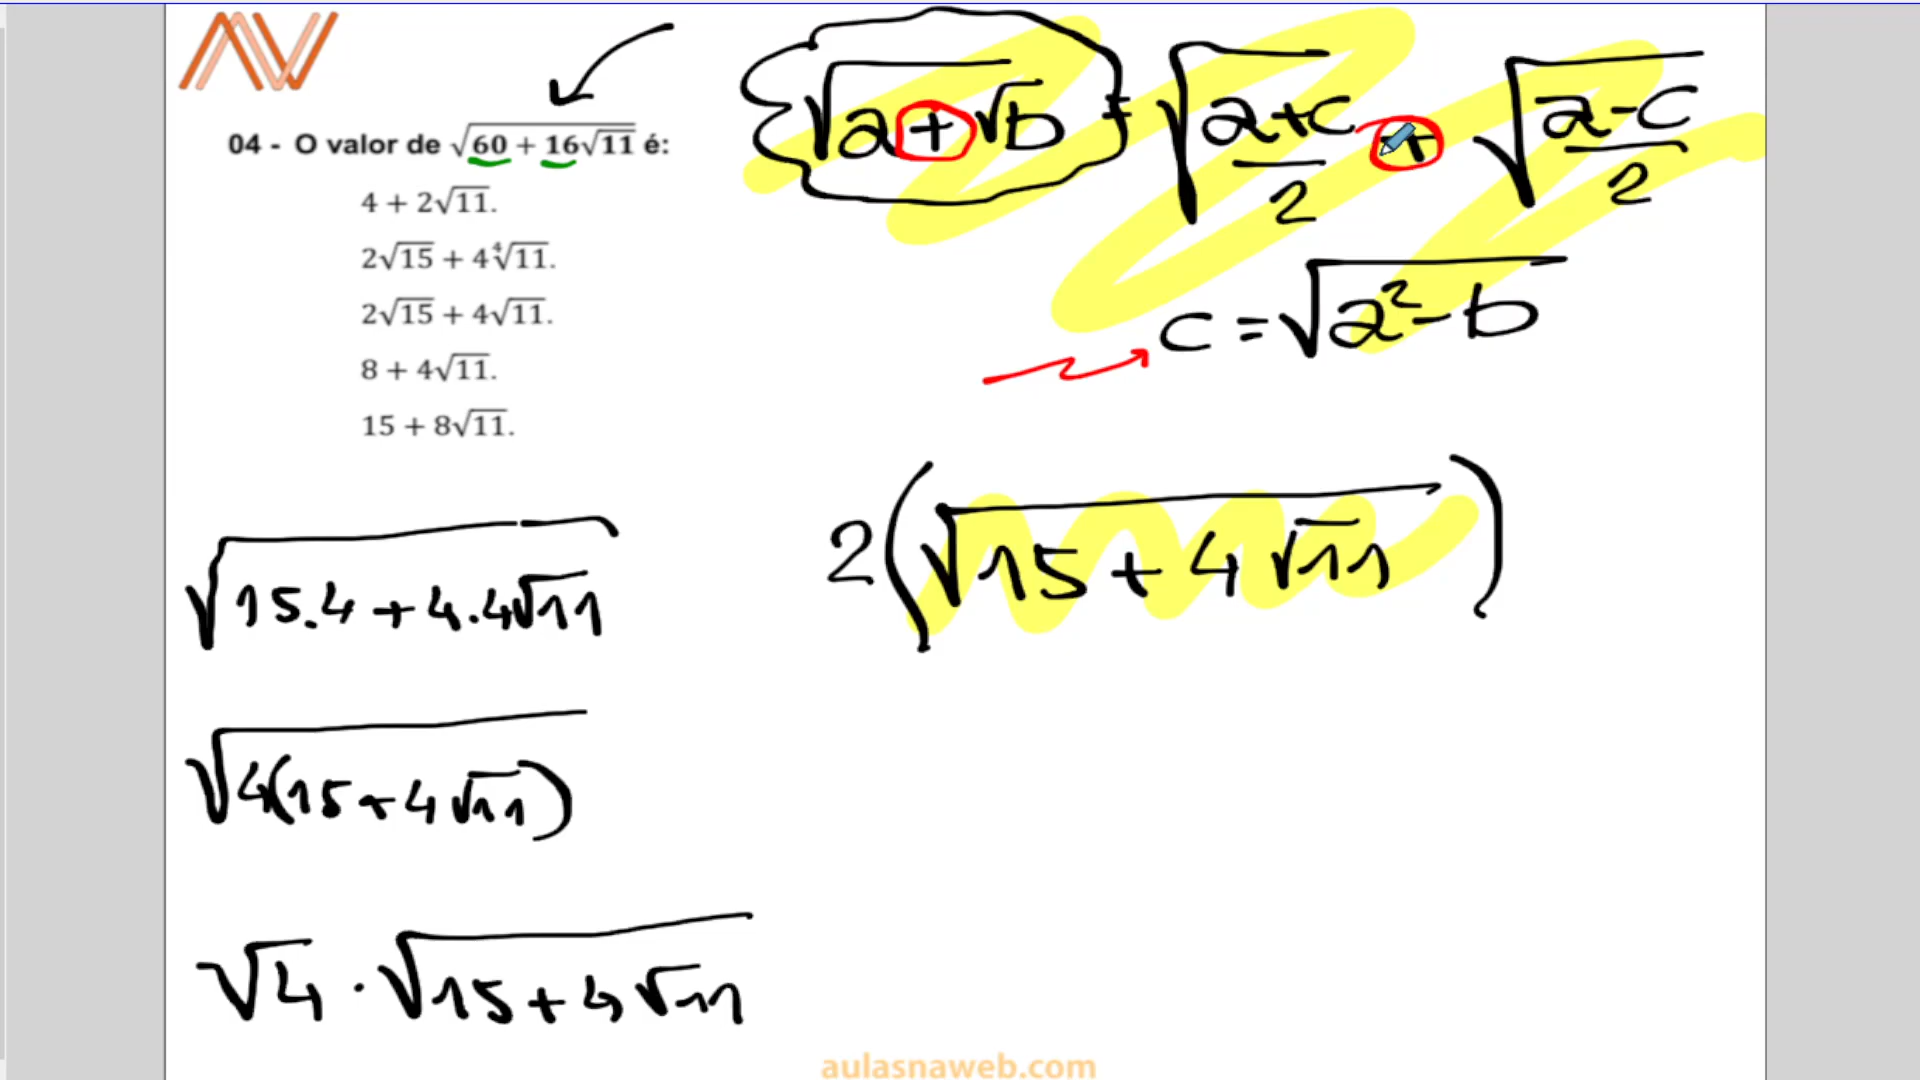 04 - O valor de √(60 + 16√11) é:
4 + 2√11.
2√15 + 4∜11.
2√15 + 4√11.
8 + 4√11.
15 + 8√11.
√(a + √b) = √((a+c)/2) + √((a-c)/2)
c = √(a² - b)
√(15.4 + 4.4√11)
2(√(15 + 4√11))
√(4(15 + 4√11))
√4 · √(15 + 4√11)
aulasnaweb.com